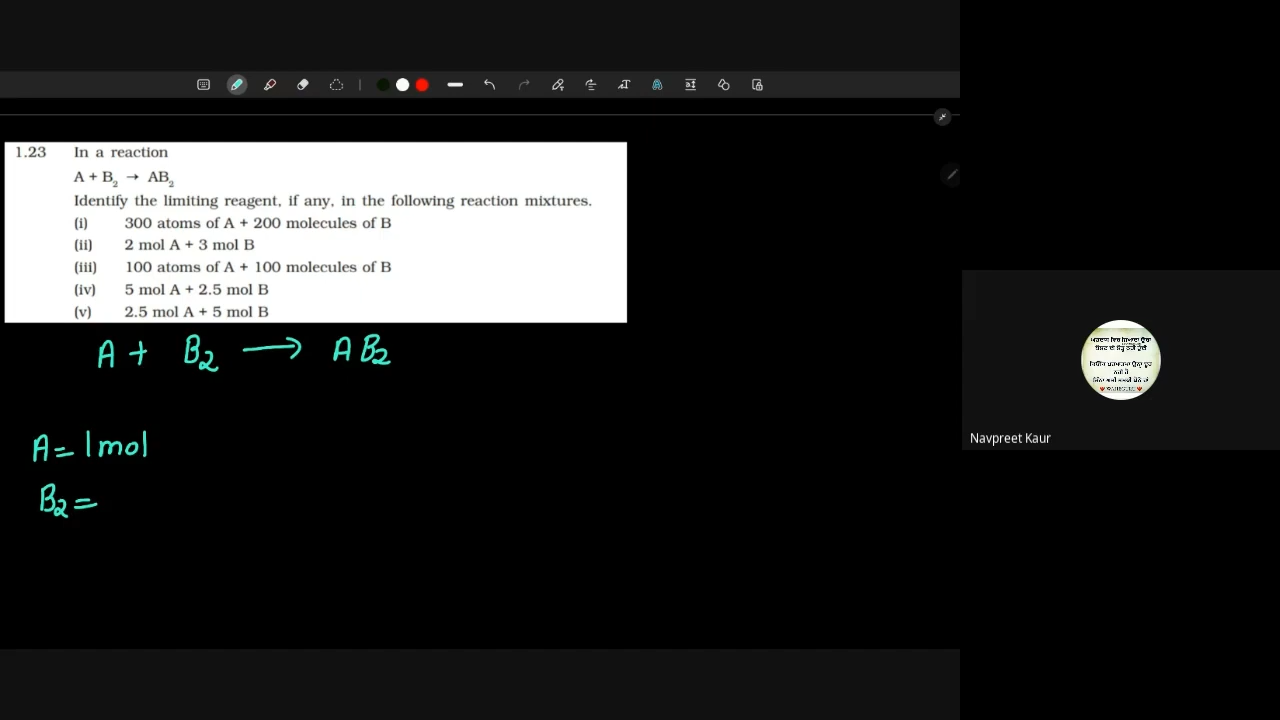 1.23 In a reaction
A + B₂ → AB₂
Identify the limiting reagent, if any, in the following reaction mixtures.
(i) 300 atoms of A + 200 molecules of B
(ii) 2 mol A + 3 mol B
(iii) 100 atoms of A + 100 molecules of B
(iv) 5 mol A + 2.5 mol B
(v) 2.5 mol A + 5 mol B
A + B₂ → AB₂
A = 1 mol
B₂ =
Navpreet Kaur